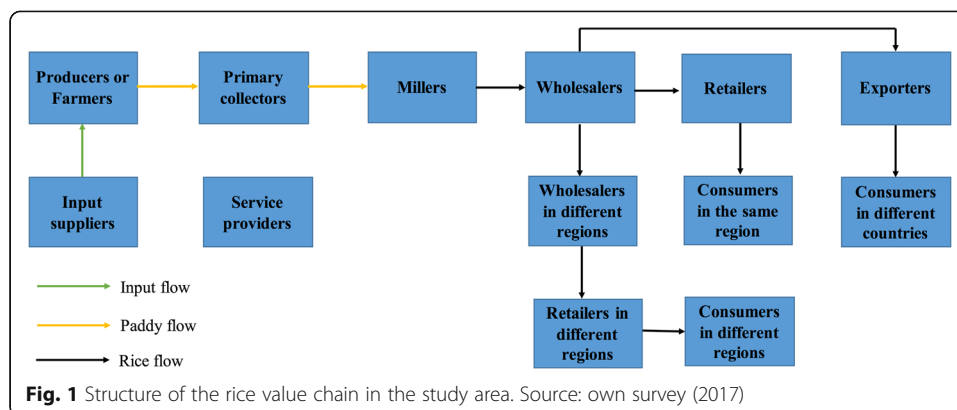 Producers or
Farmers
Primary
collectors
Millers
Wholesalers
Retailers
Exporters
Input
suppliers
Service
providers
Wholesalers
in different
regions
Consumers
in the same
region
Consumers
in different
countries
Input flow
Paddy flow
Rice flow
Retailers in
different
regions
Consumers
in different
regions
Fig. 1 Structure of the rice value chain in the study area. Source: own survey (2017)